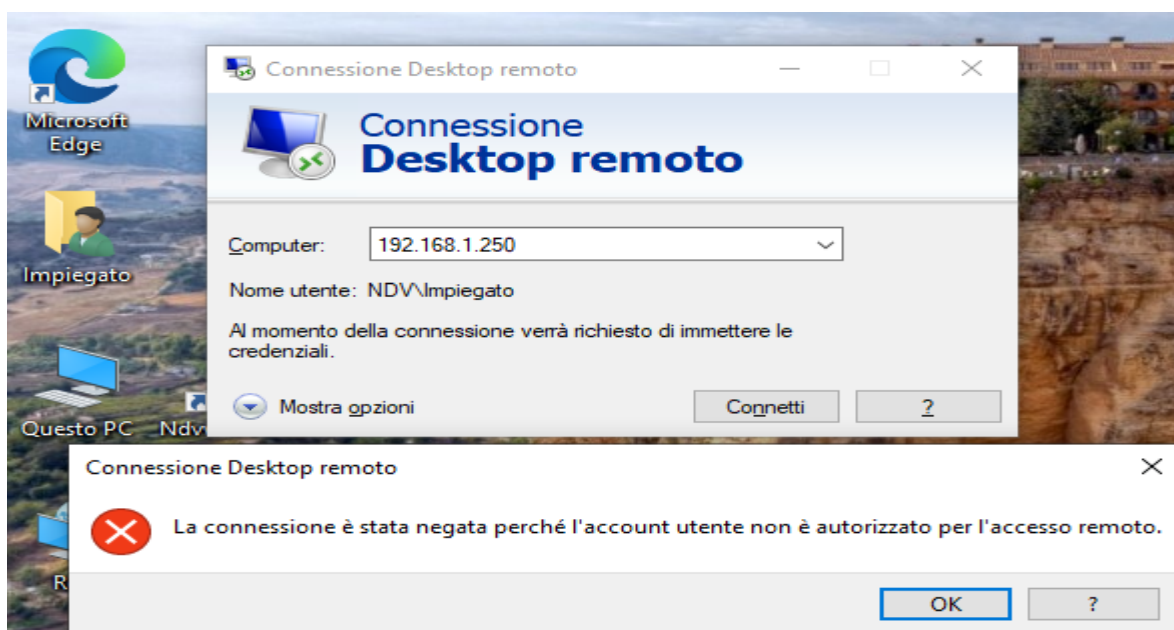 Microsoft
Edge
Impiegato
Questo PC
Connessione Desktop remoto
Connessione
Desktop remoto
Computer:
192.168.1.250
Nome utente: NDV\Impiegato
Al momento della connessione verrà richiesto di immettere le
credenziali.
Mostra opzioni
Connetti
?
Connessione Desktop remoto
La connessione è stata negata perché l'account utente non è autorizzato per l'accesso remoto.
OK
?